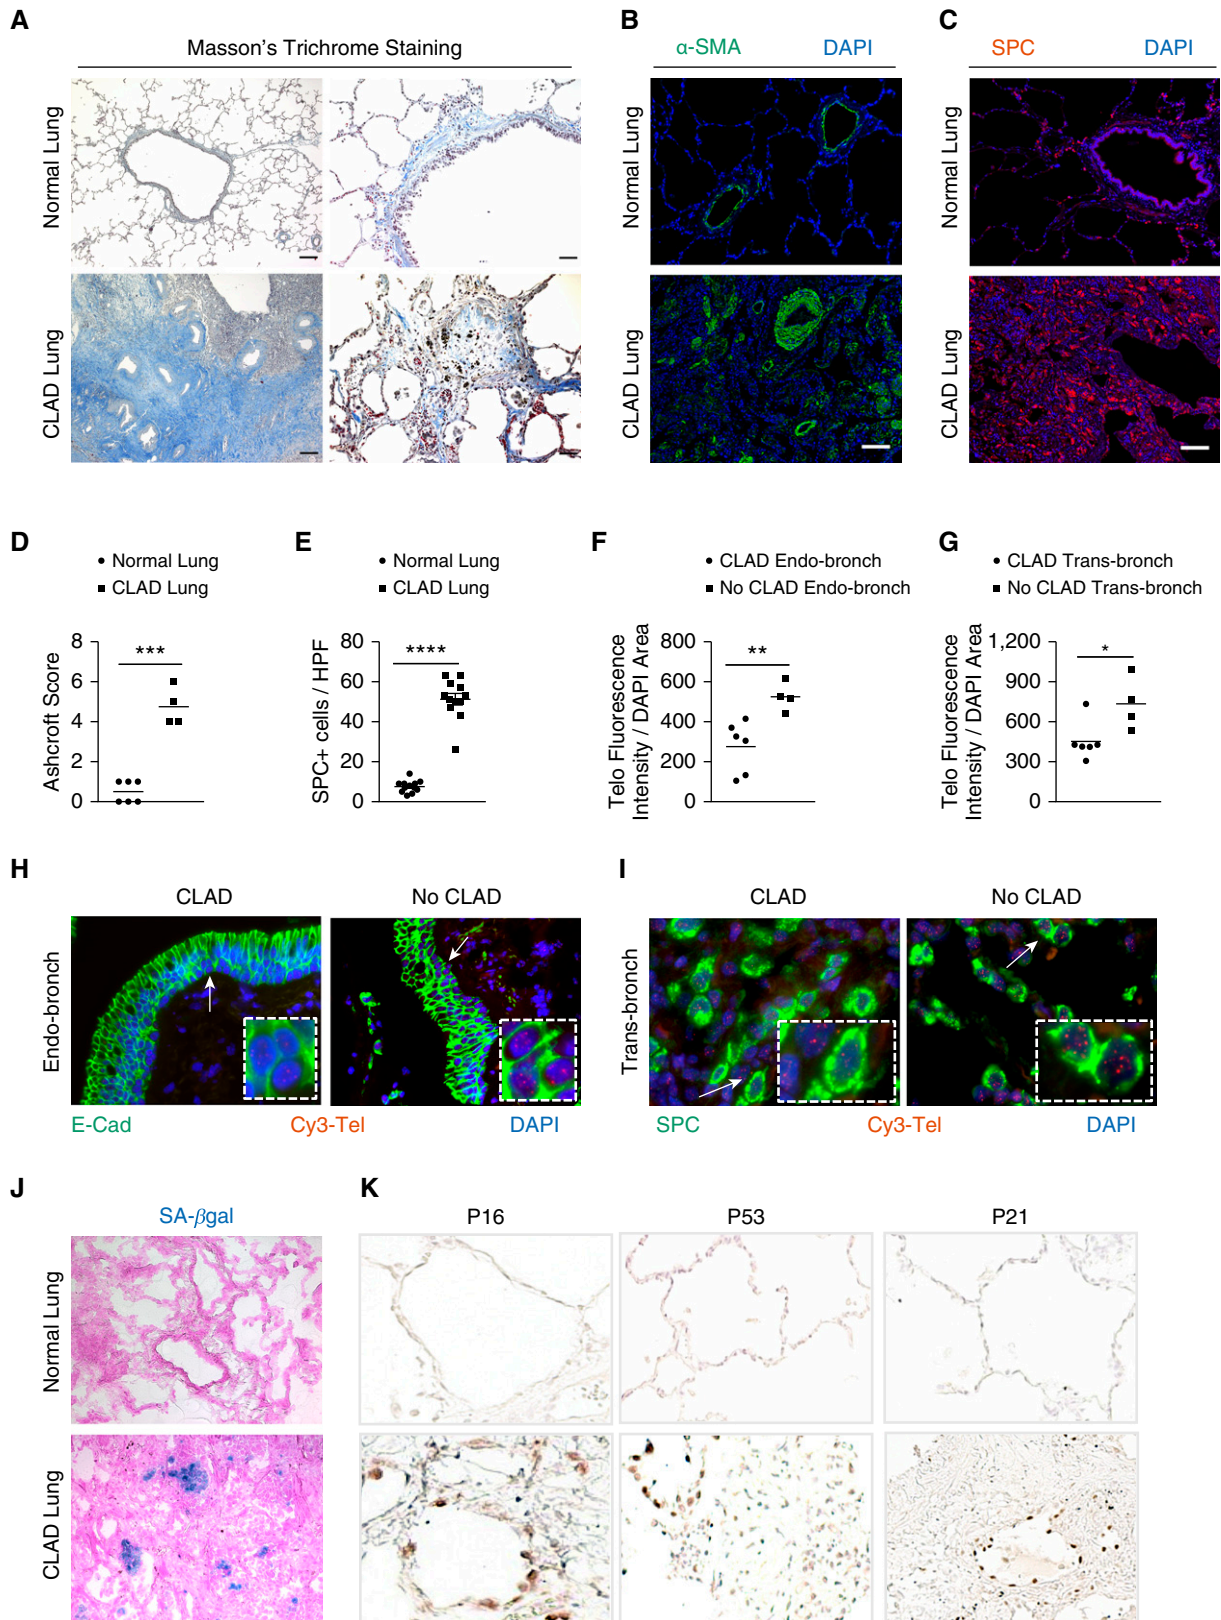 A
Masson's Trichrome Staining
Normal Lung
CLAD Lung
B
α-SMA DAPI
Normal Lung
CLAD Lung
C
SPC DAPI
Normal Lung
CLAD Lung
D
Normal Lung
CLAD Lung
Ashcroft Score
8
6
4
2
0
***
E
Normal Lung
CLAD Lung
SPC+ cells / HPF
80
60
40
20
0
****
F
CLAD Endo-bronch
No CLAD Endo-bronch
Telo Fluorescence
Intensity / DAPI Area
800
600
400
200
0
**
G
CLAD Trans-bronch
No CLAD Trans-bronch
Telo Fluorescence
Intensity / DAPI Area
1,200
900
600
300
0
*
H
CLAD No CLAD
Endo-bronch
E-Cad Cy3-Tel DAPI
I
CLAD No CLAD
Trans-bronch
SPC Cy3-Tel DAPI
J
SA-βgal
Normal Lung
CLAD Lung
K
P16 P53 P21